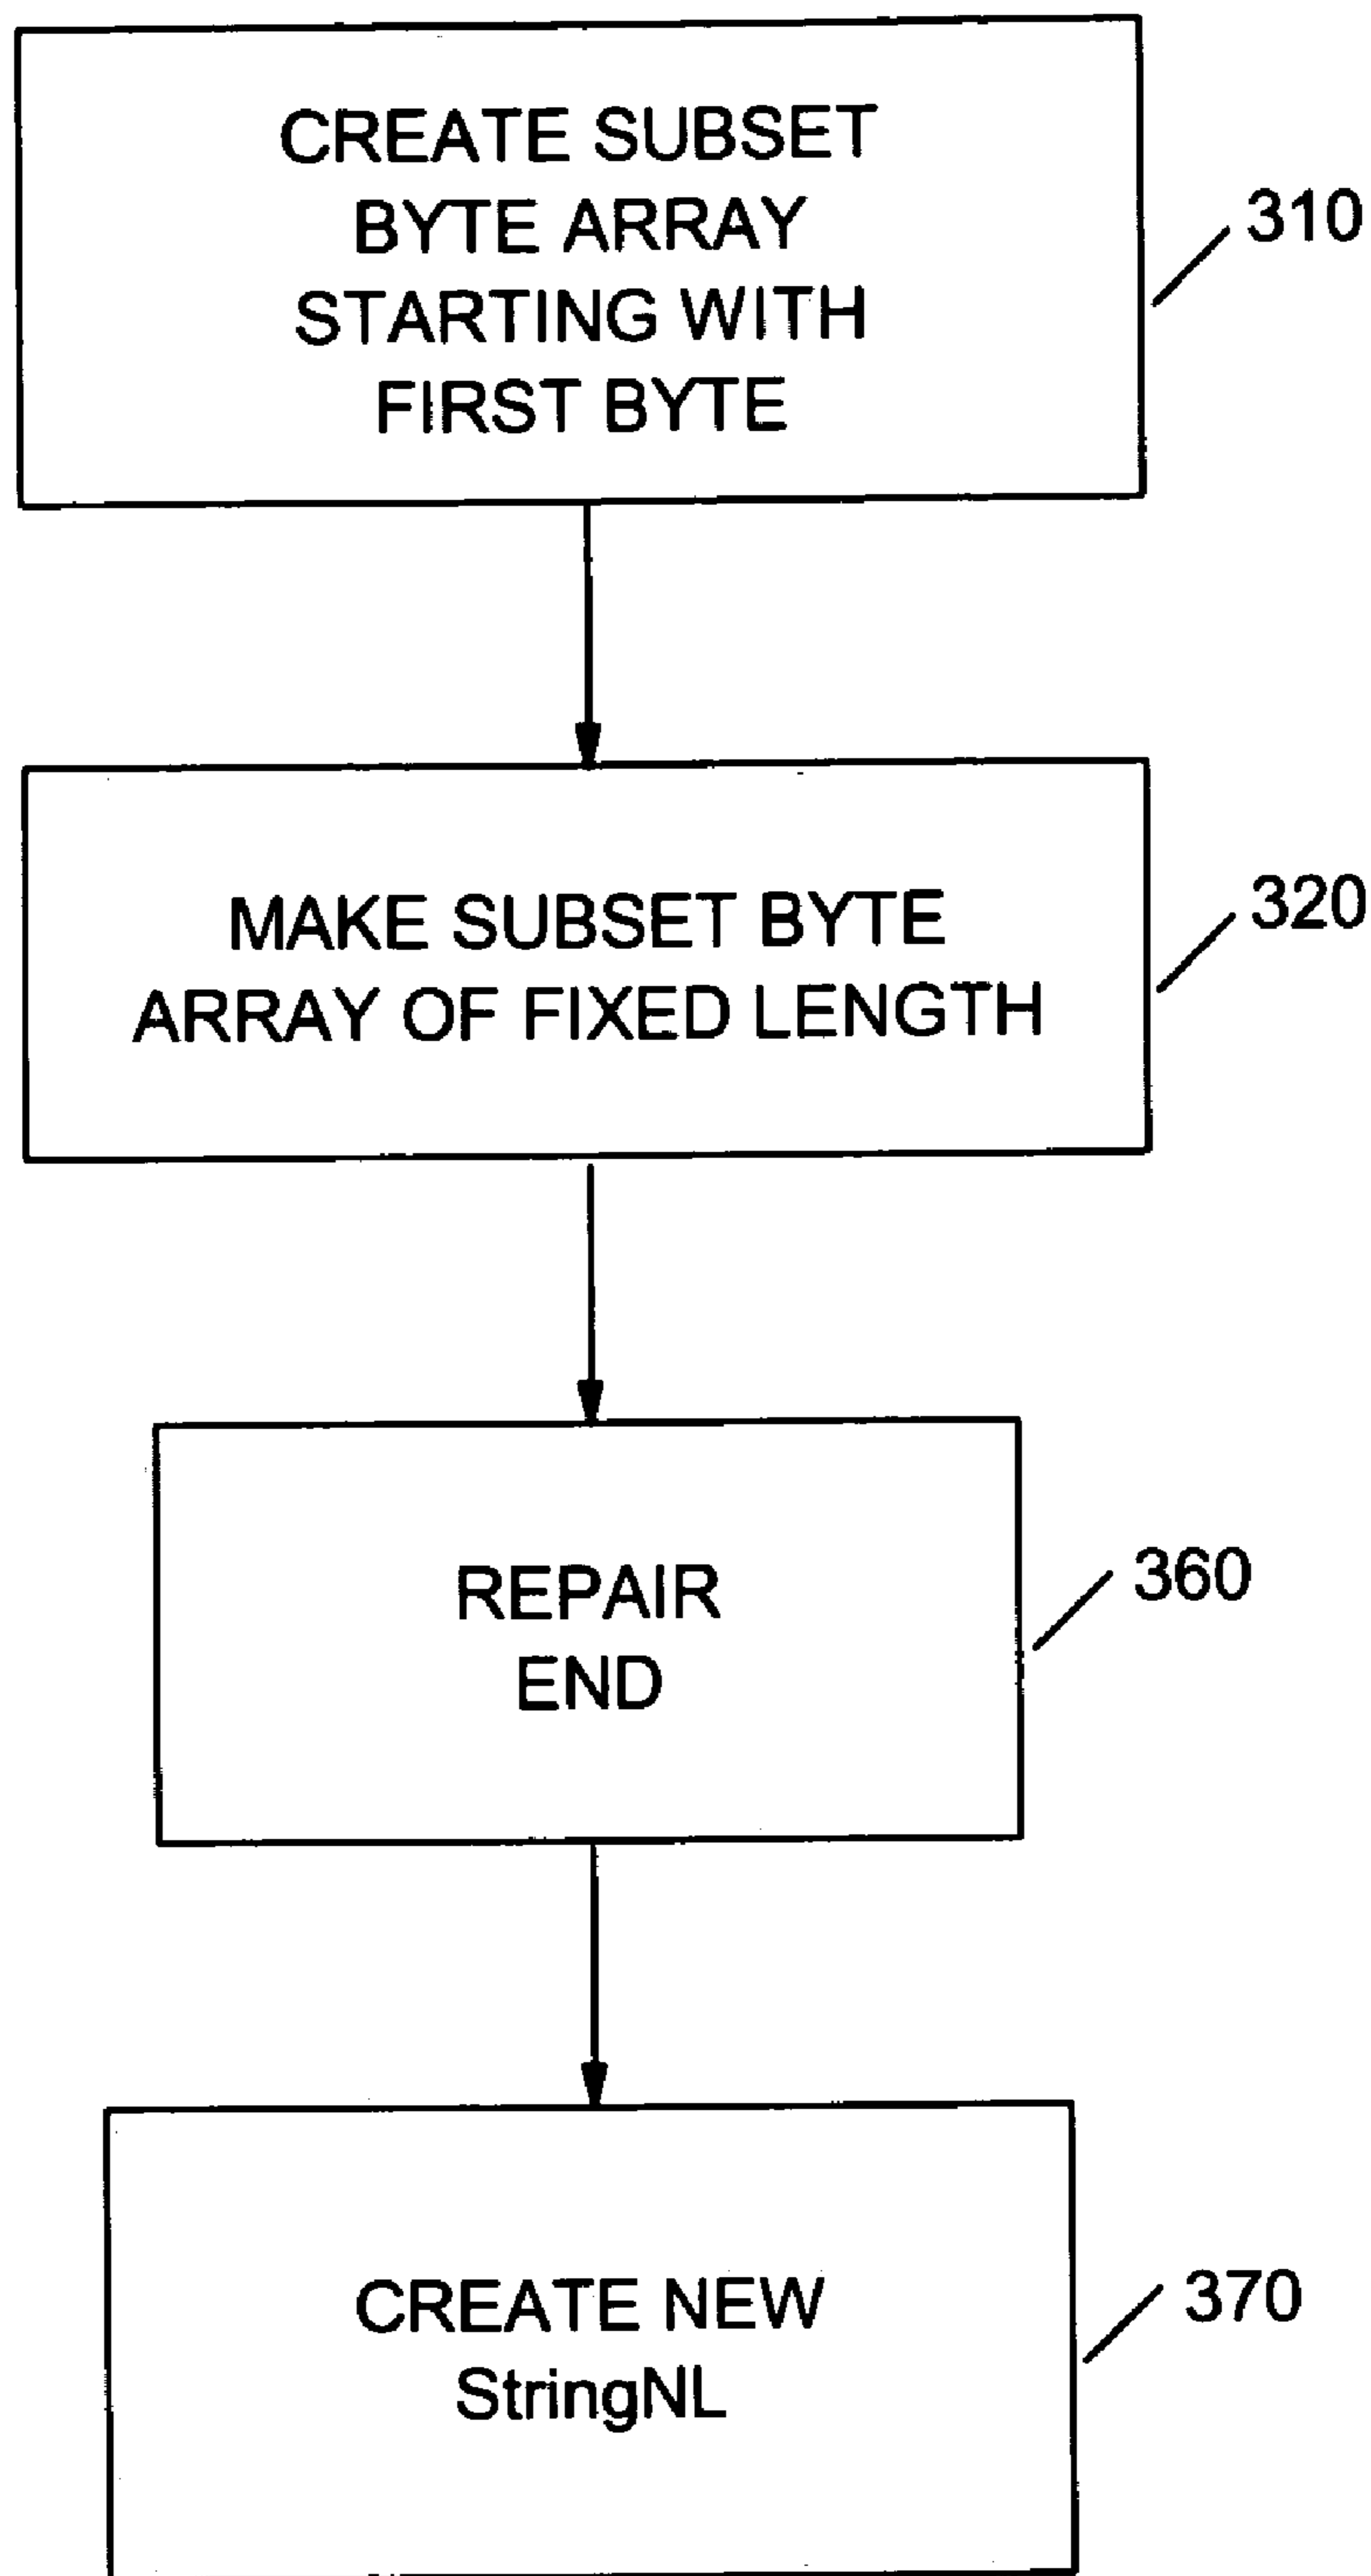 CREATE SUBSET
BYTE ARRAY
STARTING WITH
FIRST BYTE
310
MAKE SUBSET BYTE
ARRAY OF FIXED LENGTH
320
REPAIR
END
360
CREATE NEW
StringNL
370